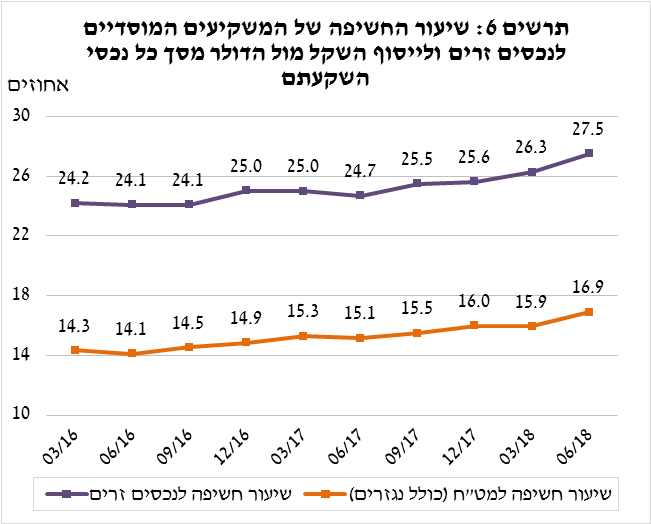 תרשים 6: שיעור החשיפה של המשקיעים המוסדיים
לנכסים זרים ולייסוף השקל מול הדולר מסך כל נכסי
השקעתם
אחוזים
30
26
22
18
14
10
24.2 24.1 24.1 25.0 25.0 24.7 25.5 25.6 26.3 27.5
14.3 14.1 14.5 14.9 15.3 15.1 15.5 16.0 15.9 16.9
03/16 06/16 09/16 12/16 03/17 06/17 09/17 12/17 03/18 06/18
שיעור חשיפה למט״ח (כולל נגזרים) שיעור חשיפה לנכסים זרים